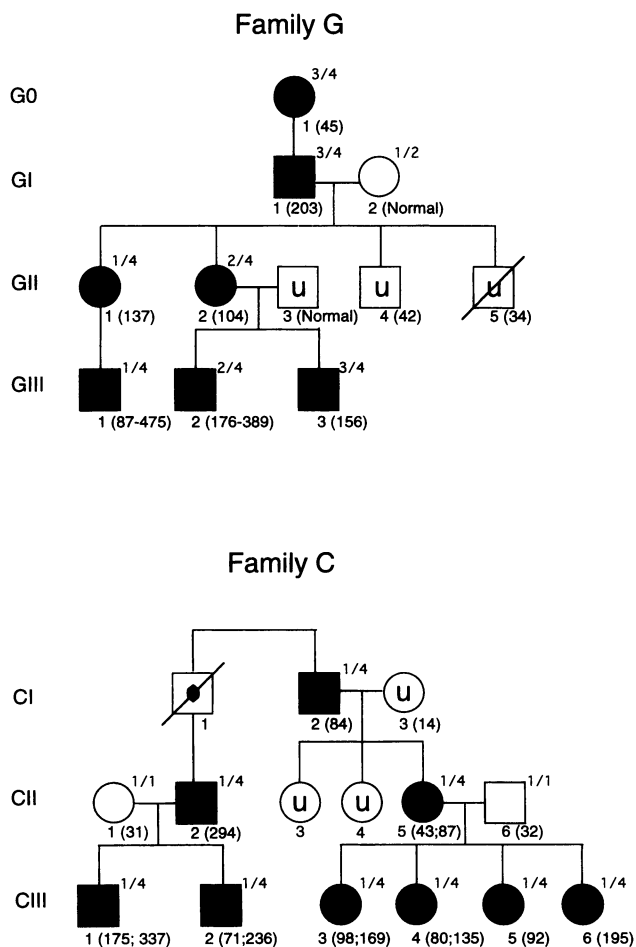 Family G
3/4
G0
1 (45)
3/4 1/2
GI
1 (203) 2 (Normal)
1/4 2/4
GII u u u
1 (137) 2 (104) 3 (Normal) 4 (42) 5 (34)
1/4 2/4 3/4
GIII
1 (87-475) 2 (176-389) 3 (156)
Family C
1/4
CI u
1 2 (84) 3 (14)
1/1 1/4 1/4 1/1
CII u u
1 (31) 2 (294) 3 4 5 (43;87) 6 (32)
1/4 1/4 1/4 1/4 1/4 1/4
CIII
1 (175; 337) 2 (71;236) 3 (98;169) 4 (80;135) 5 (92) 6 (195)